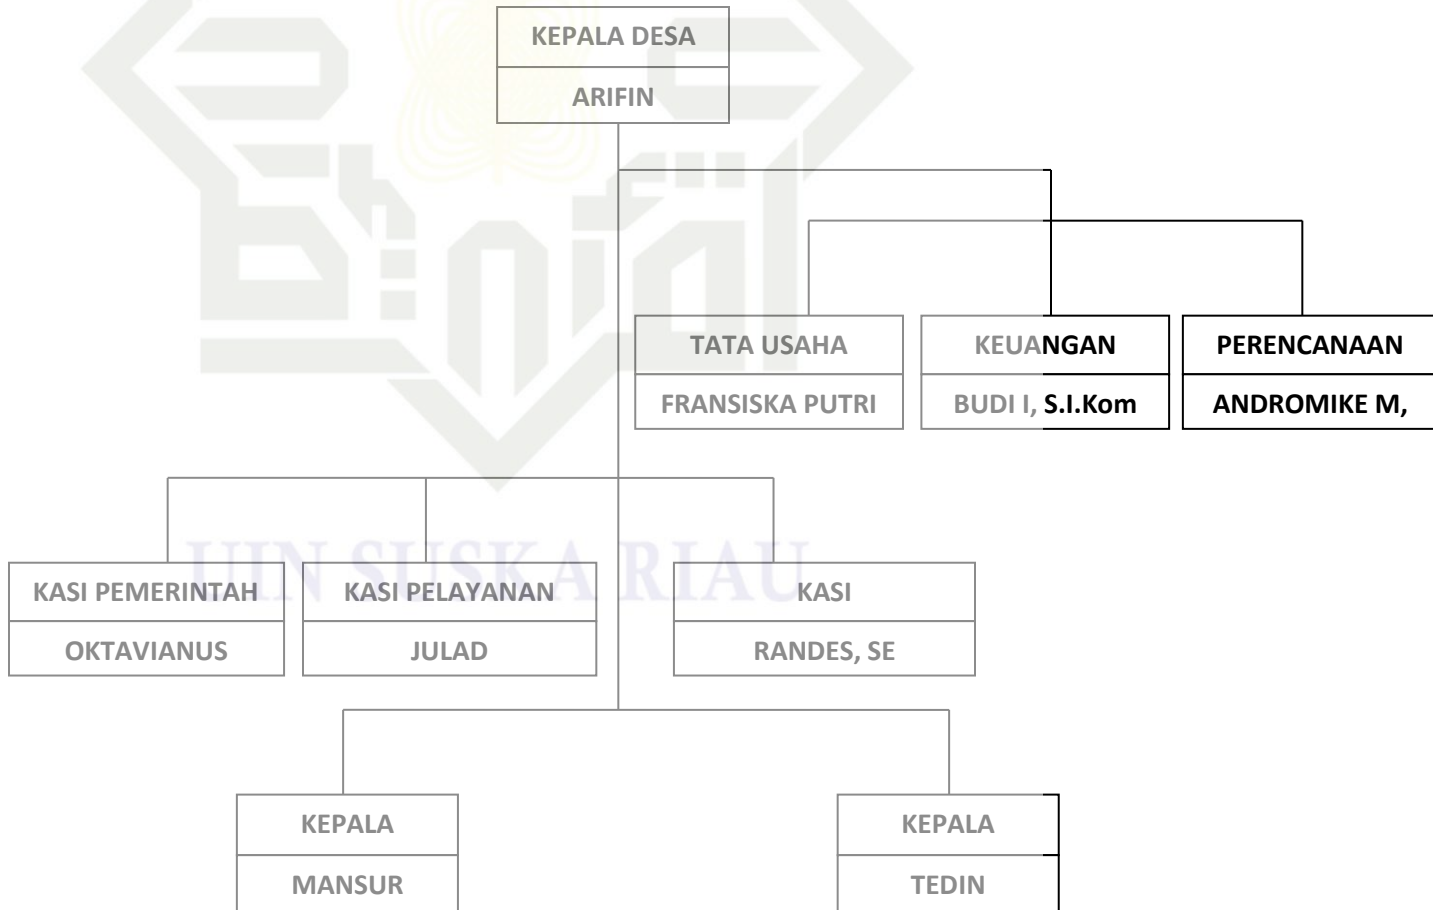 KEPALA DESA
ARIFIN
TATA USAHA
FRANSISKA PUTRI
KEUANGAN
BUDI I, S.I.Kom
PERENCANAAN
ANDROMIKE M,
KASI PEMERINTAH
OKTAVIANUS
KASI PELAYANAN
JULAD
KASI
RANDES, SE
UIN SUSKA RIAU
KEPALA
MANSUR
KEPALA
TEDIN